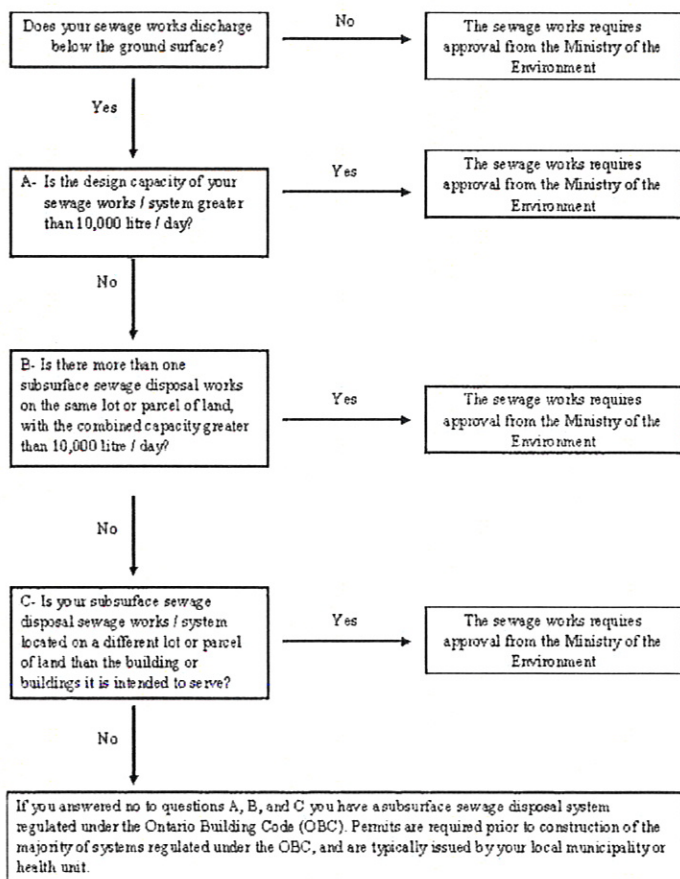 Does your sewage works discharge
below the ground surface?
No
The sewage works requires
approval from the Ministry of the
Environment
Yes
A- Is the design capacity of your
sewage works / system greater
than 10,000 litre / day?
Yes
The sewage works requires
approval from the Ministry of the
Environment
No
B- Is there more than one
subsurface sewage disposal works
on the same lot or parcel of land,
with the combined capacity greater
than 10,000 litre / day?
Yes
The sewage works requires
approval from the Ministry of the
Environment
No
C- Is your subsurface sewage
disposal sewage works / system
located on a different lot or parcel
of land than the building or
buildings it is intended to serve?
Yes
The sewage works requires
approval from the Ministry of the
Environment
No
If you answered no to questions A, B, and C you have a subsurface sewage disposal system
regulated under the Ontario Building Code (OBC). Permits are required prior to construction of the
majority of systems regulated under the OBC, and are typically issued by your local municipality or
health unit.